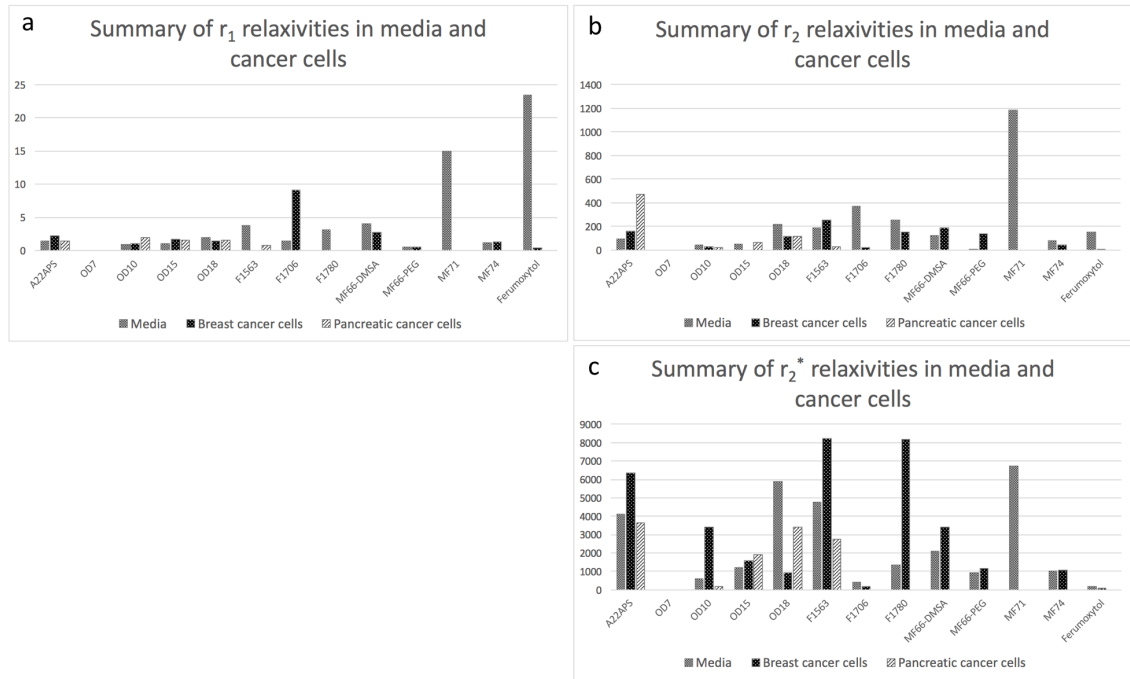 a
Summary of r1 relaxivities in media and
cancer cells
25
20
15
10
5
0
A22APS
OD7
OD10
OD15
OD18
F1563
F1706
F1780
MF66-DMSA
MF66-PEG
MF71
MF74
Ferumoxytol
Media
Breast cancer cells
Pancreatic cancer cells
b
Summary of r2 relaxivities in media and
cancer cells
1400
1200
1000
800
600
400
200
0
A22APS
OD7
OD10
OD15
OD18
F1563
F1706
F1780
MF66-DMSA
MF66-PEG
MF71
MF74
Ferumoxytol
Media
Breast cancer cells
Pancreatic cancer cells
c
Summary of r2* relaxivities in media and
cancer cells
9000
8000
7000
6000
5000
4000
3000
2000
1000
0
A22APS
OD7
OD10
OD15
OD18
F1563
F1706
F1780
MF66-DMSA
MF66-PEG
MF71
MF74
Ferumoxytol
Media
Breast cancer cells
Pancreatic cancer cells